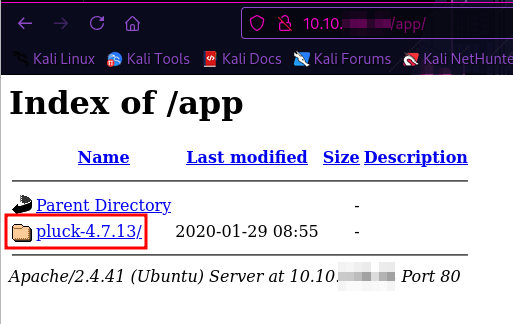 10.10. /app/
Kali Linux Kali Tools Kali Docs Kali Forums Kali NetHunte
Index of /app
Name Last modified Size Description
Parent Directory -
pluck-4.7.13/ 2020-01-29 08:55 -
Apache/2.4.41 (Ubuntu) Server at 10.10. Port 80